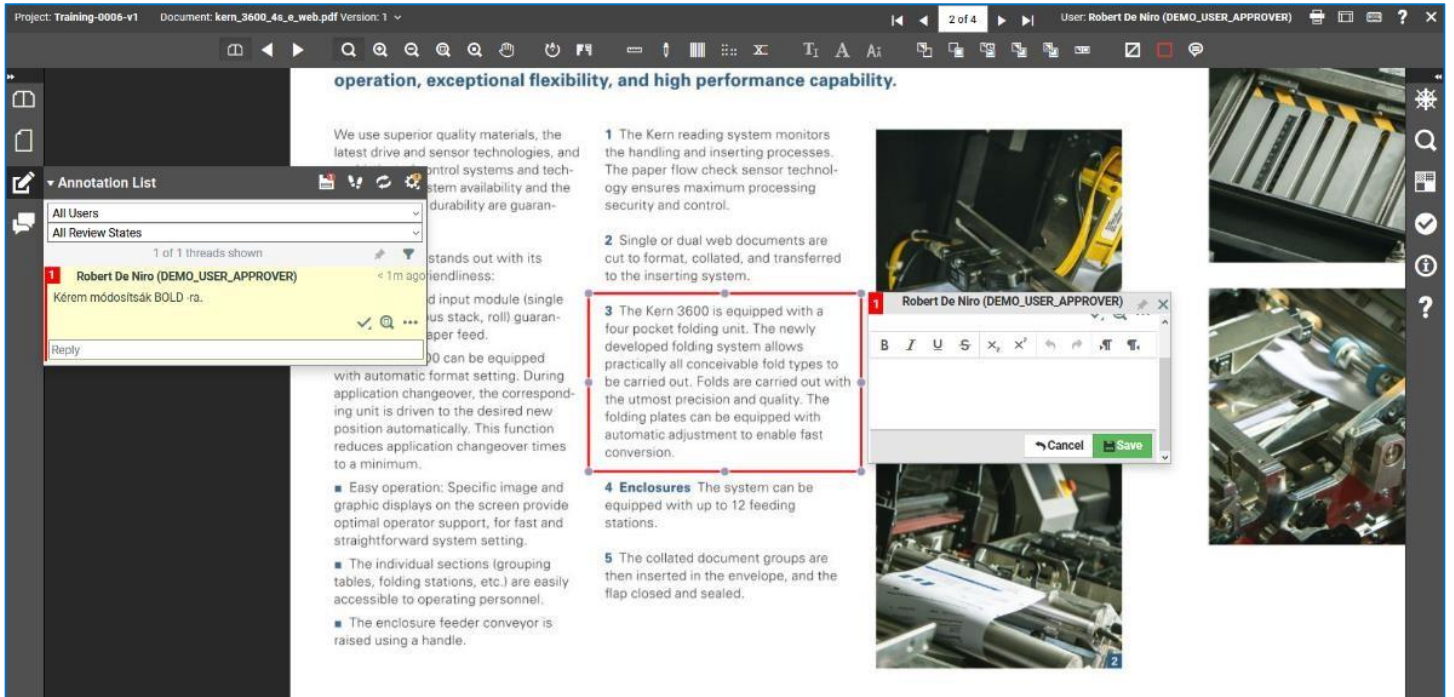 Project: Training-0006-v1 Document: kern_3600_4s_e_web.pdf Version: 1
2 of 4
User: Robert De Niro (DEMO_USER_APPROVER)
operation, exceptional flexibility, and high performance capability.
We use superior quality materials, the
latest drive and sensor technologies, and
ntrol systems and tech-
stem availability and the
durability are guaran-
stands out with its
iendliness:
d input module (single
us stack, roll) guaran-
aper feed.
00 can be equipped
with automatic format setting. During
application changeover, the correspond-
ing unit is driven to the desired new
position automatically. This function
reduces application changeover times
to a minimum.
■ Easy operation: Specific image and
graphic displays on the screen provide
optimal operator support, for fast and
straightforward system setting.
■ The individual sections (grouping
tables, folding stations, etc.) are easily
accessible to operating personnel.
■ The enclosure feeder conveyor is
raised using a handle.
Annotation List
All Users
All Review States
1 of 1 threads shown
1 Robert De Niro (DEMO_USER_APPROVER) < 1m ago
Kérem módosítsák BOLD -ra.
Reply
1 The Kern reading system monitors
the handling and inserting processes.
The paper flow check sensor technol-
ogy ensures maximum processing
security and control.
2 Single or dual web documents are
cut to format, collated, and transferred
to the inserting system.
3 The Kern 3600 is equipped with a
four pocket folding unit. The newly
developed folding system allows
practically all conceivable fold types to
be carried out. Folds are carried out with
the utmost precision and quality. The
folding plates can be equipped with
automatic adjustment to enable fast
conversion.
4 Enclosures The system can be
equipped with up to 12 feeding
stations.
5 The collated document groups are
then inserted in the envelope, and the
flap closed and sealed.
1 Robert De Niro (DEMO_USER_APPROVER)
B I U S X₂ X²
Cancel Save
2